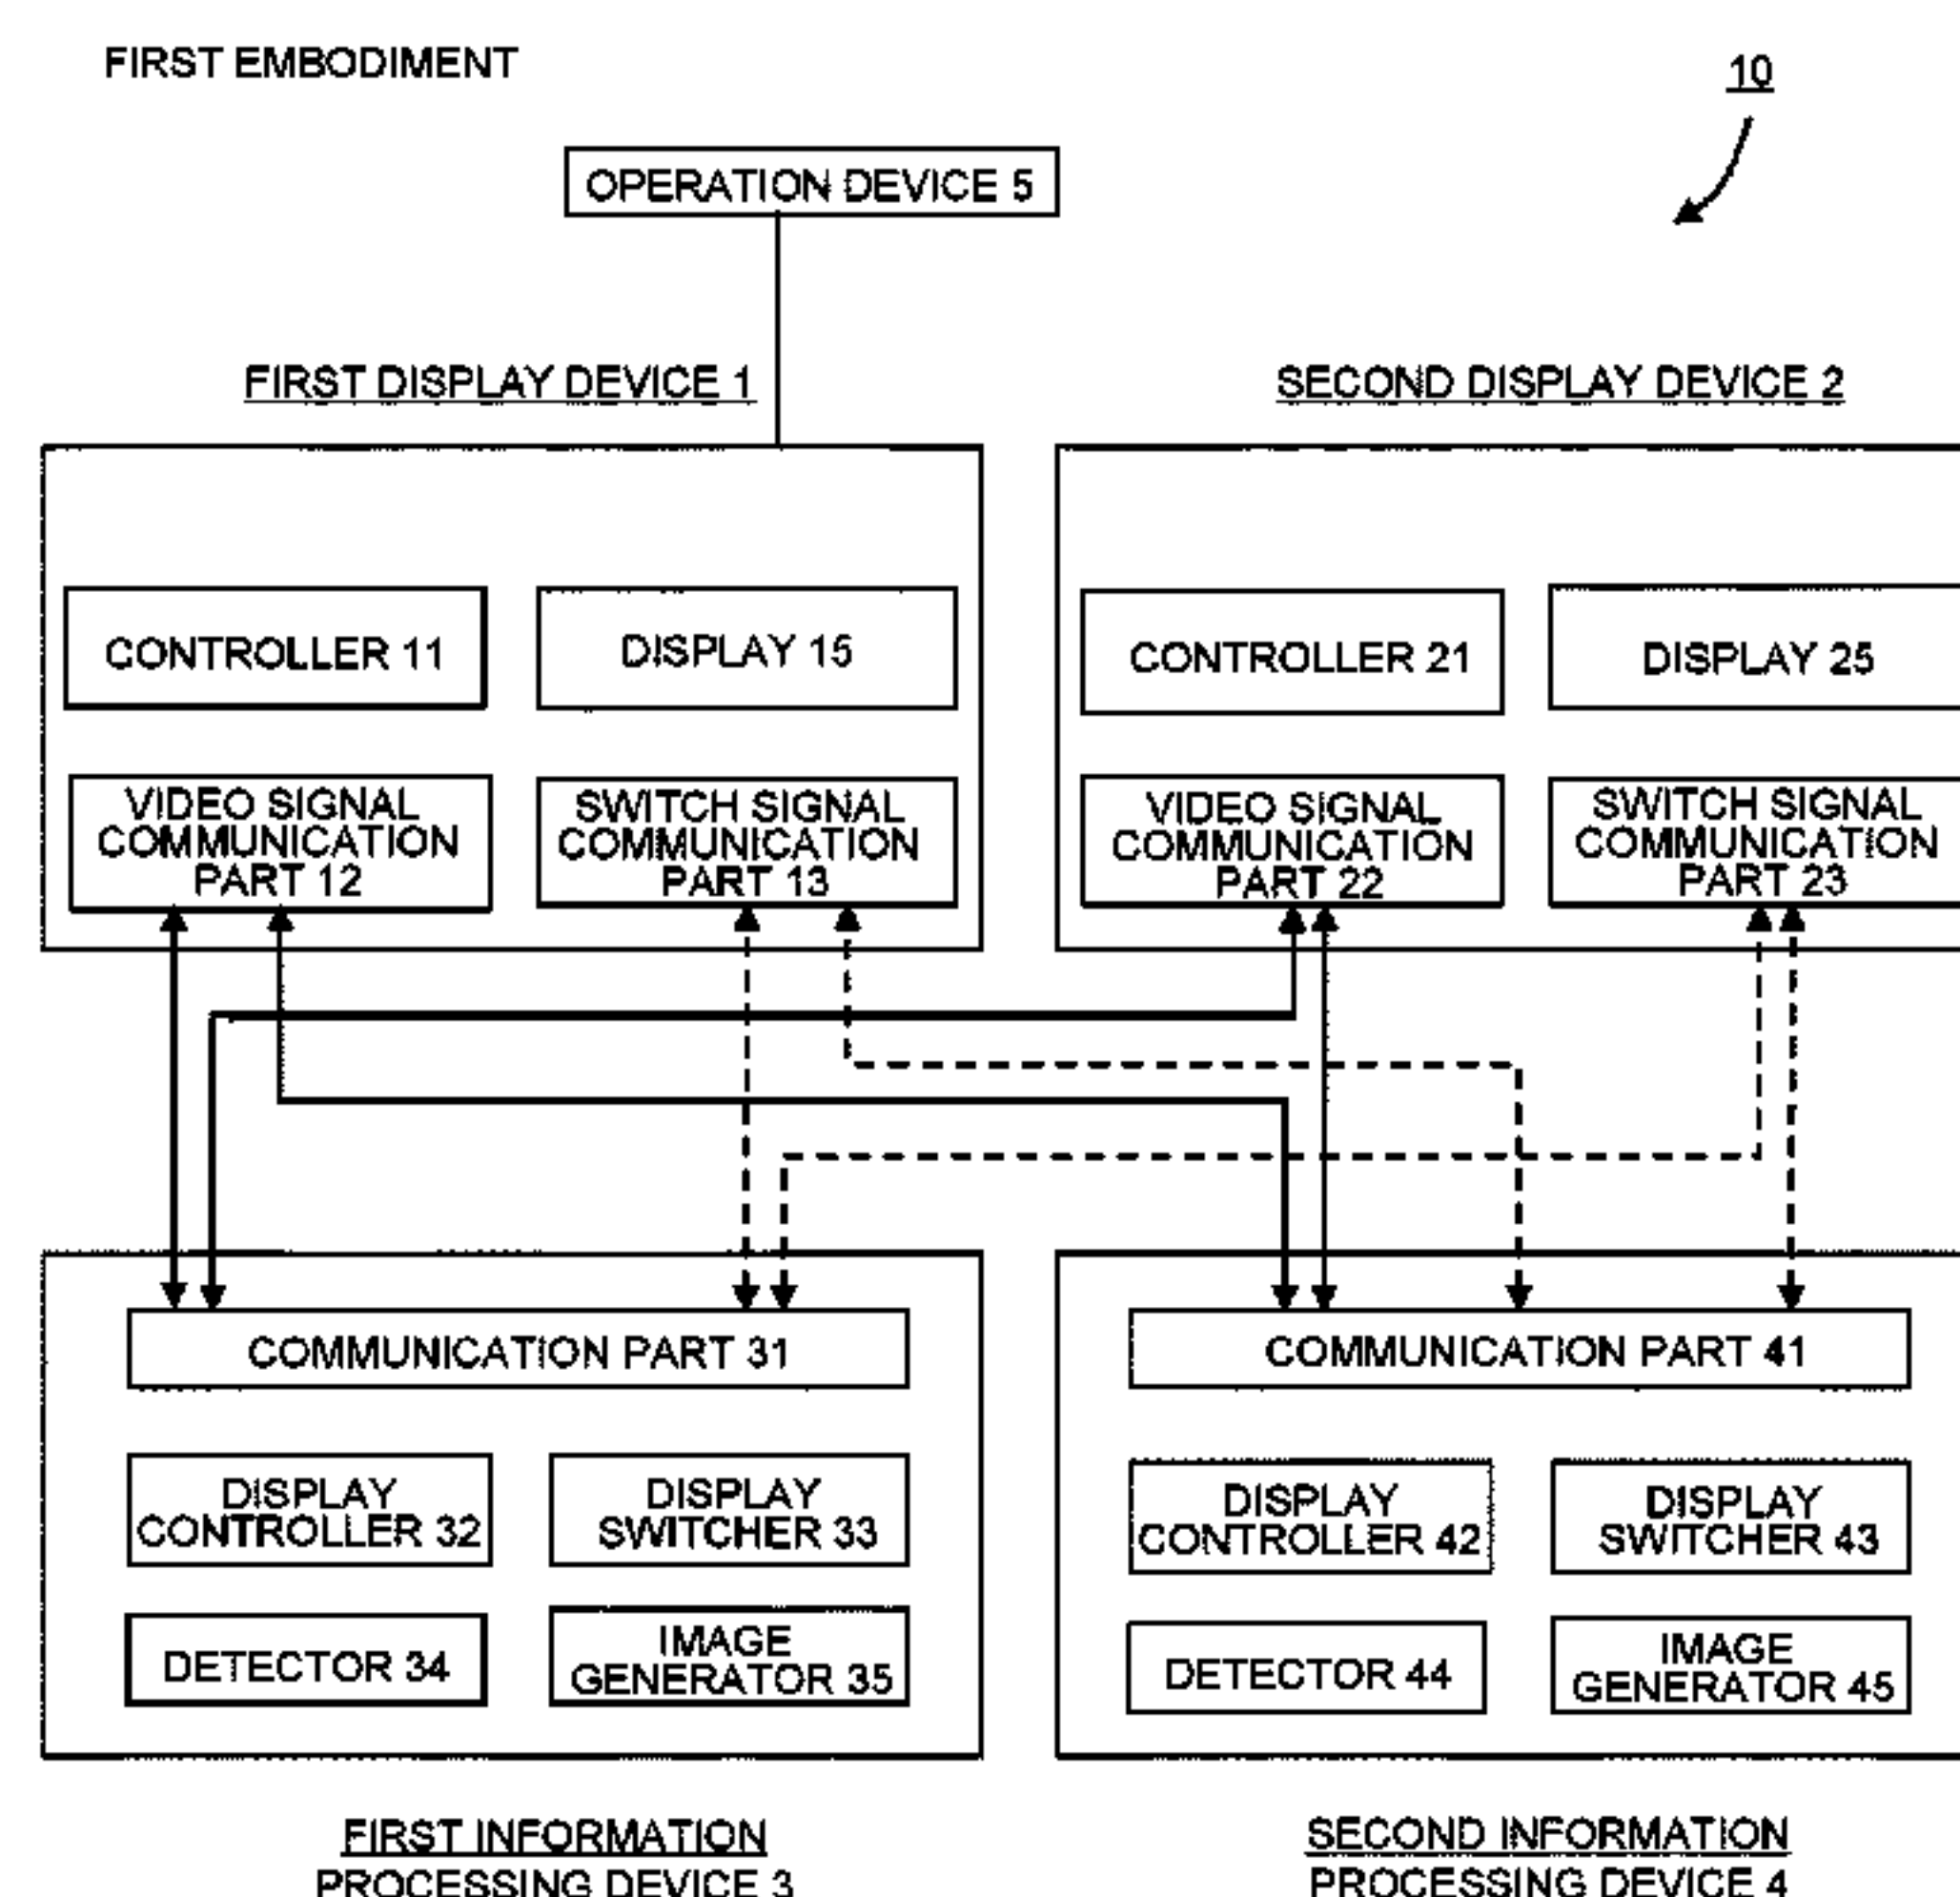 FIRST EMBODIMENT
10
OPERATION DEVICE 5
FIRST DISPLAY DEVICE 1
SECOND DISPLAY DEVICE 2
CONTROLLER 11
DISPLAY 15
CONTROLLER 21
DISPLAY 25
VIDEO SIGNAL
COMMUNICATION
PART 12
SWITCH SIGNAL
COMMUNICATION
PART 13
VIDEO SIGNAL
COMMUNICATION
PART 22
SWITCH SIGNAL
COMMUNICATION
PART 23
COMMUNICATION PART 31
COMMUNICATION PART 41
DISPLAY
CONTROLLER 32
DISPLAY
SWITCHER 33
DISPLAY
CONTROLLER 42
DISPLAY
SWITCHER 43
DETECTOR 34
IMAGE
GENERATOR 35
DETECTOR 44
IMAGE
GENERATOR 45
FIRST INFORMATION
PROCESSING DEVICE 3
SECOND INFORMATION
PROCESSING DEVICE 4